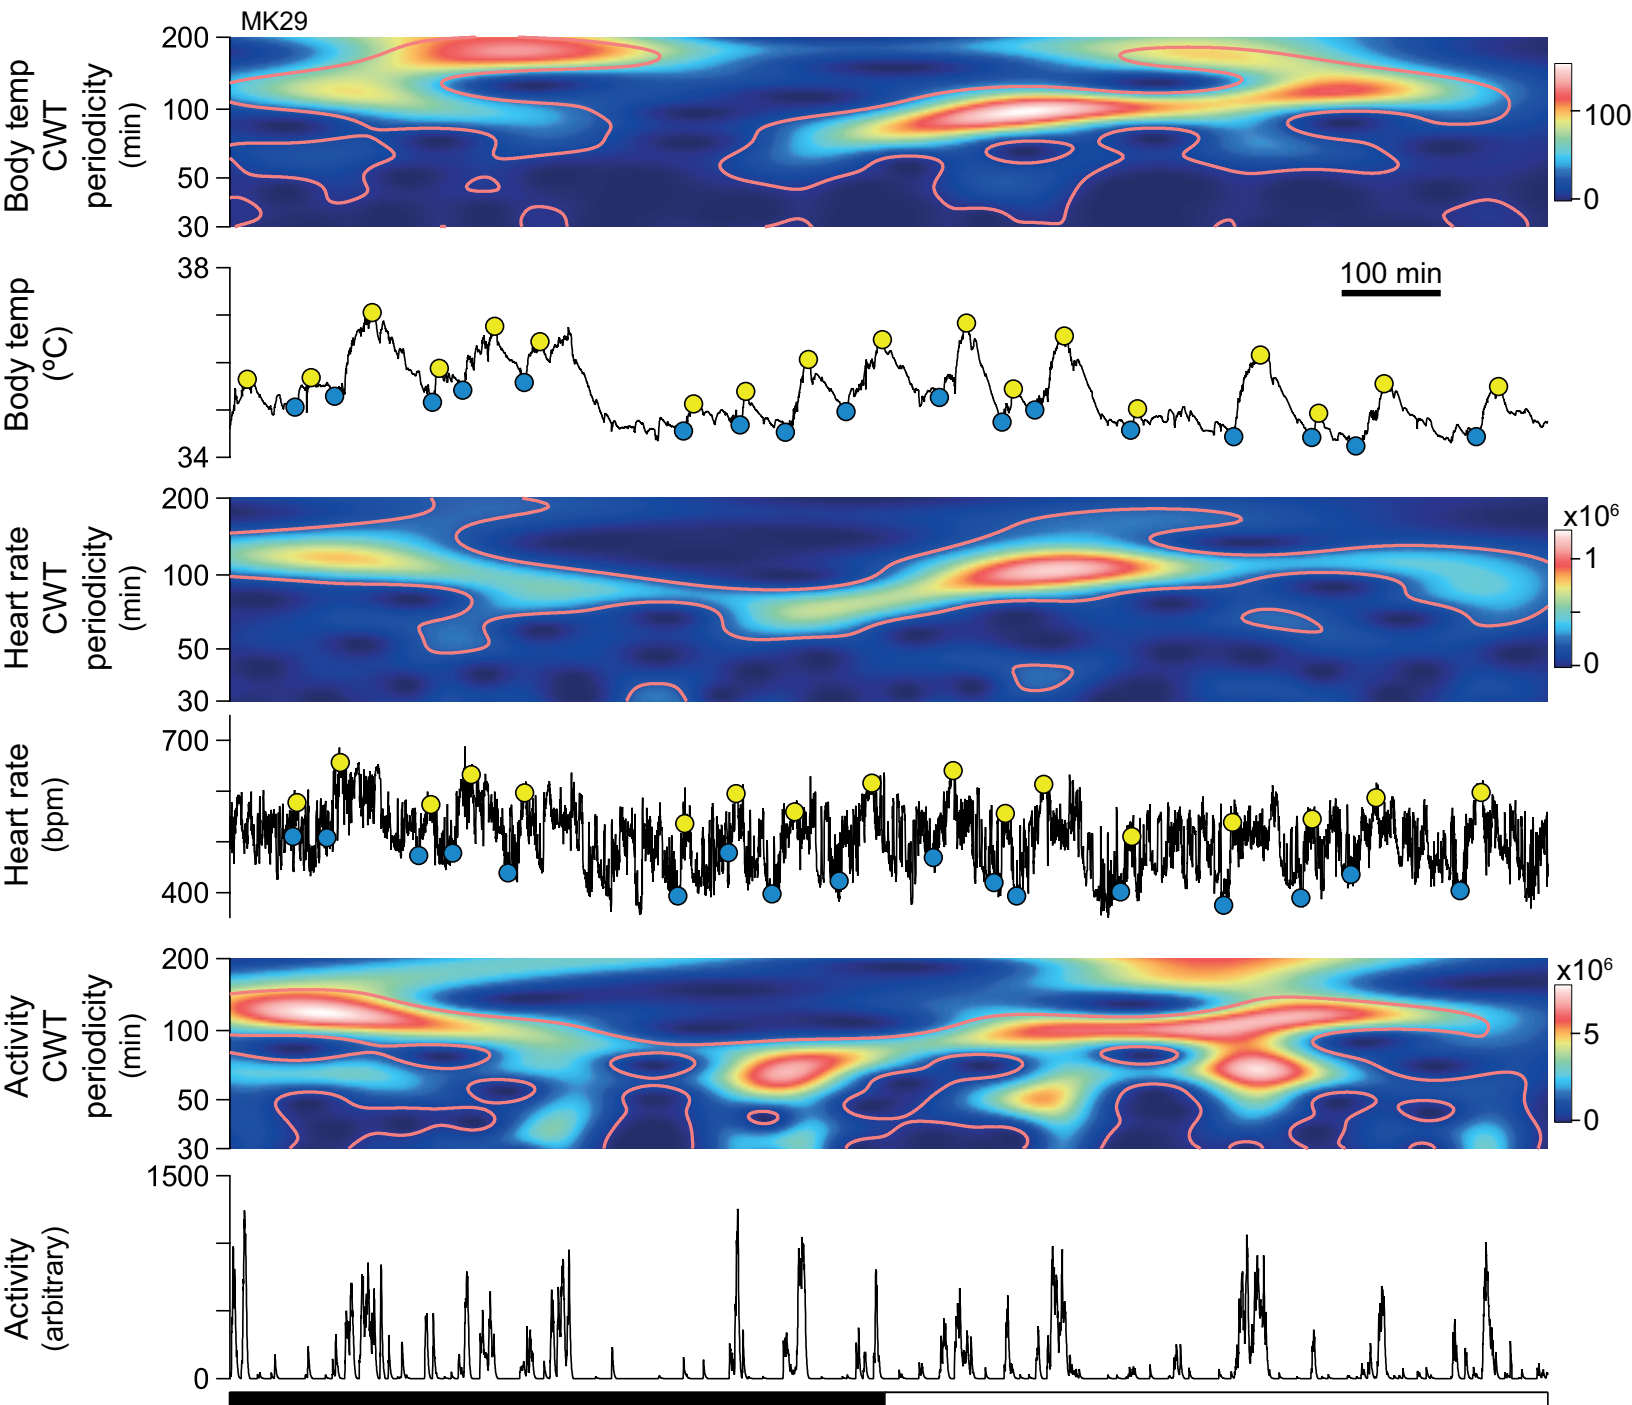 MK29
Body temp
CWT
periodicity
(min)
200
100
50
30
100
0
Body temp
(ºC)
38
34
100 min
Heart rate
CWT
periodicity
(min)
200
100
50
30
x10⁶
1
0
Heart rate
(bpm)
700
400
Activity
CWT
periodicity
(min)
200
100
50
30
x10⁶
5
0
Activity
(arbitrary)
1500
0